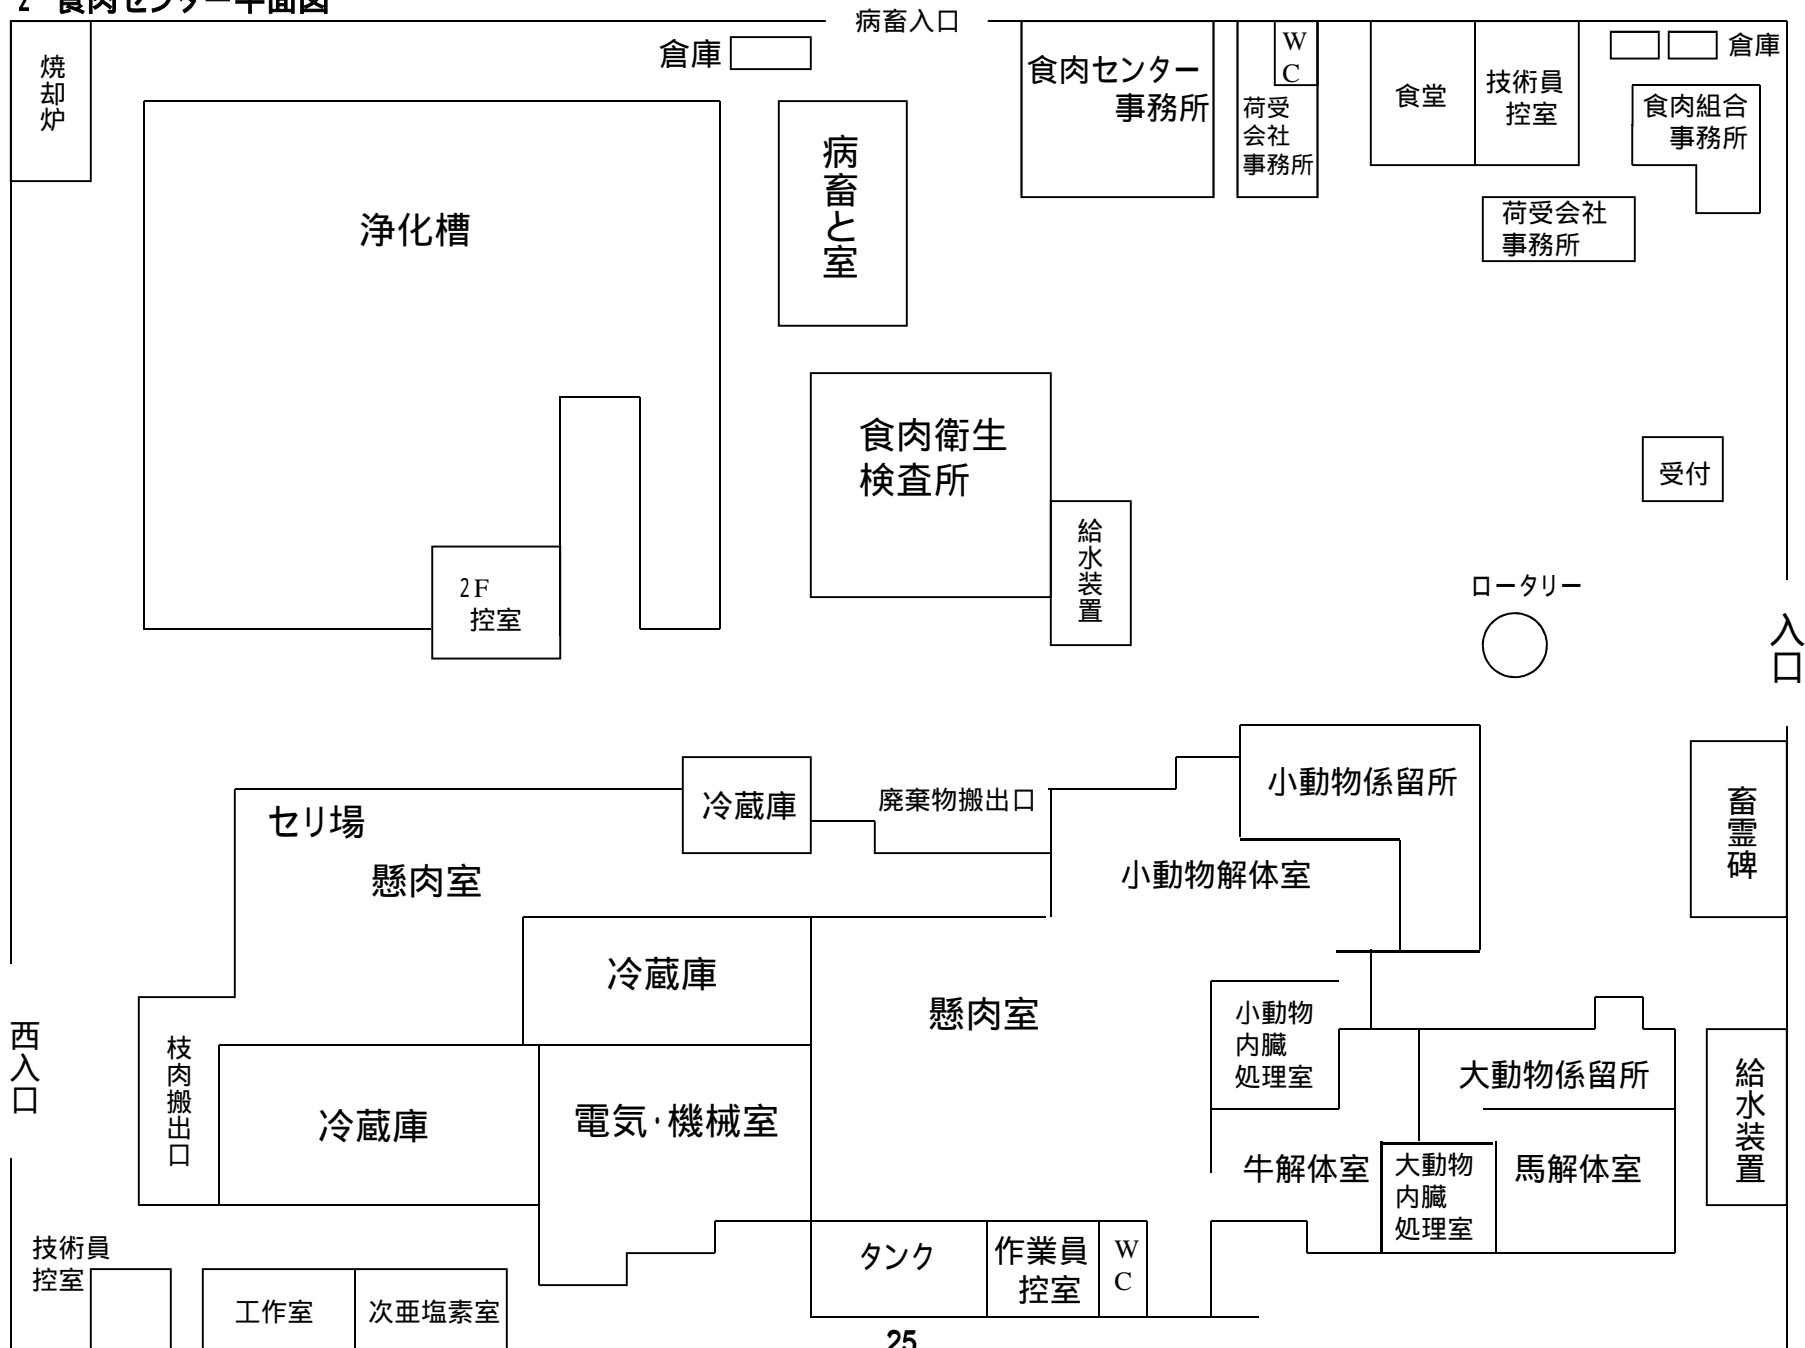 2 食肉センター平面図
病畜入口
焼却炉
倉庫
食肉センター
事務所
W
C
荷受
会社
事務所
食堂
技術員
控室
倉庫
食肉組合
事務所
荷受会社
事務所
病畜と室
浄化槽
食肉衛生
検査所
受付
給水装置
2F
控室
ロータリー
入口
小動物係留所
冷蔵庫
廃棄物搬出口
セリ場
畜霊碑
懸肉室
小動物解体室
冷蔵庫
懸肉室
小動物
内臓
処理室
西入口
枝肉搬出口
大動物係留所
給水装置
冷蔵庫
電気・機械室
牛解体室
大動物
内臓
処理室
馬解体室
技術員
控室
タンク
作業員
控室
W
C
工作室
次亜塩素室
25